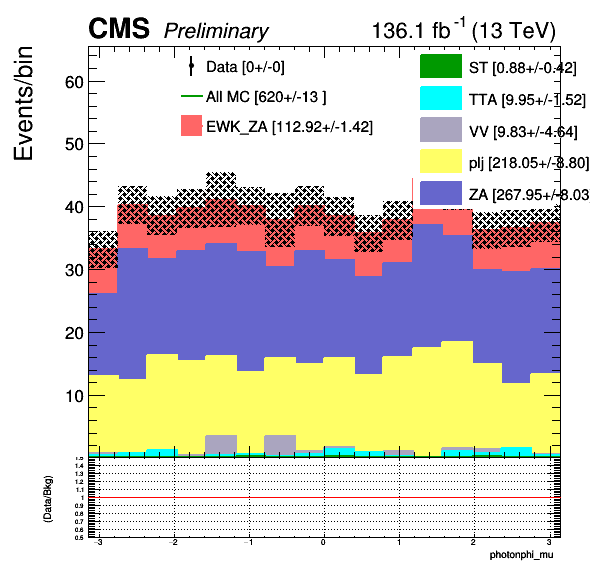 CMS Preliminary 136.1 fb⁻¹ (13 TeV)
Events/bin
60
50
40
30
20
10
Data [0+/-0]
All MC [620+/-13 ]
EWK_ZA [112.92+/-1.42]
ST [0.88+/-0.42]
TTA [9.95+/-1.52]
VV [9.83+/-4.64]
plj [218.05+/-8.80]
ZA [267.95+/-8.03
(Data/Bkg)
1.5
1.4
1.3
1.2
1.1
1
0.9
0.8
0.7
0.6
0.5
−3 −2 −1 0 1 2 3
photonphi_mu